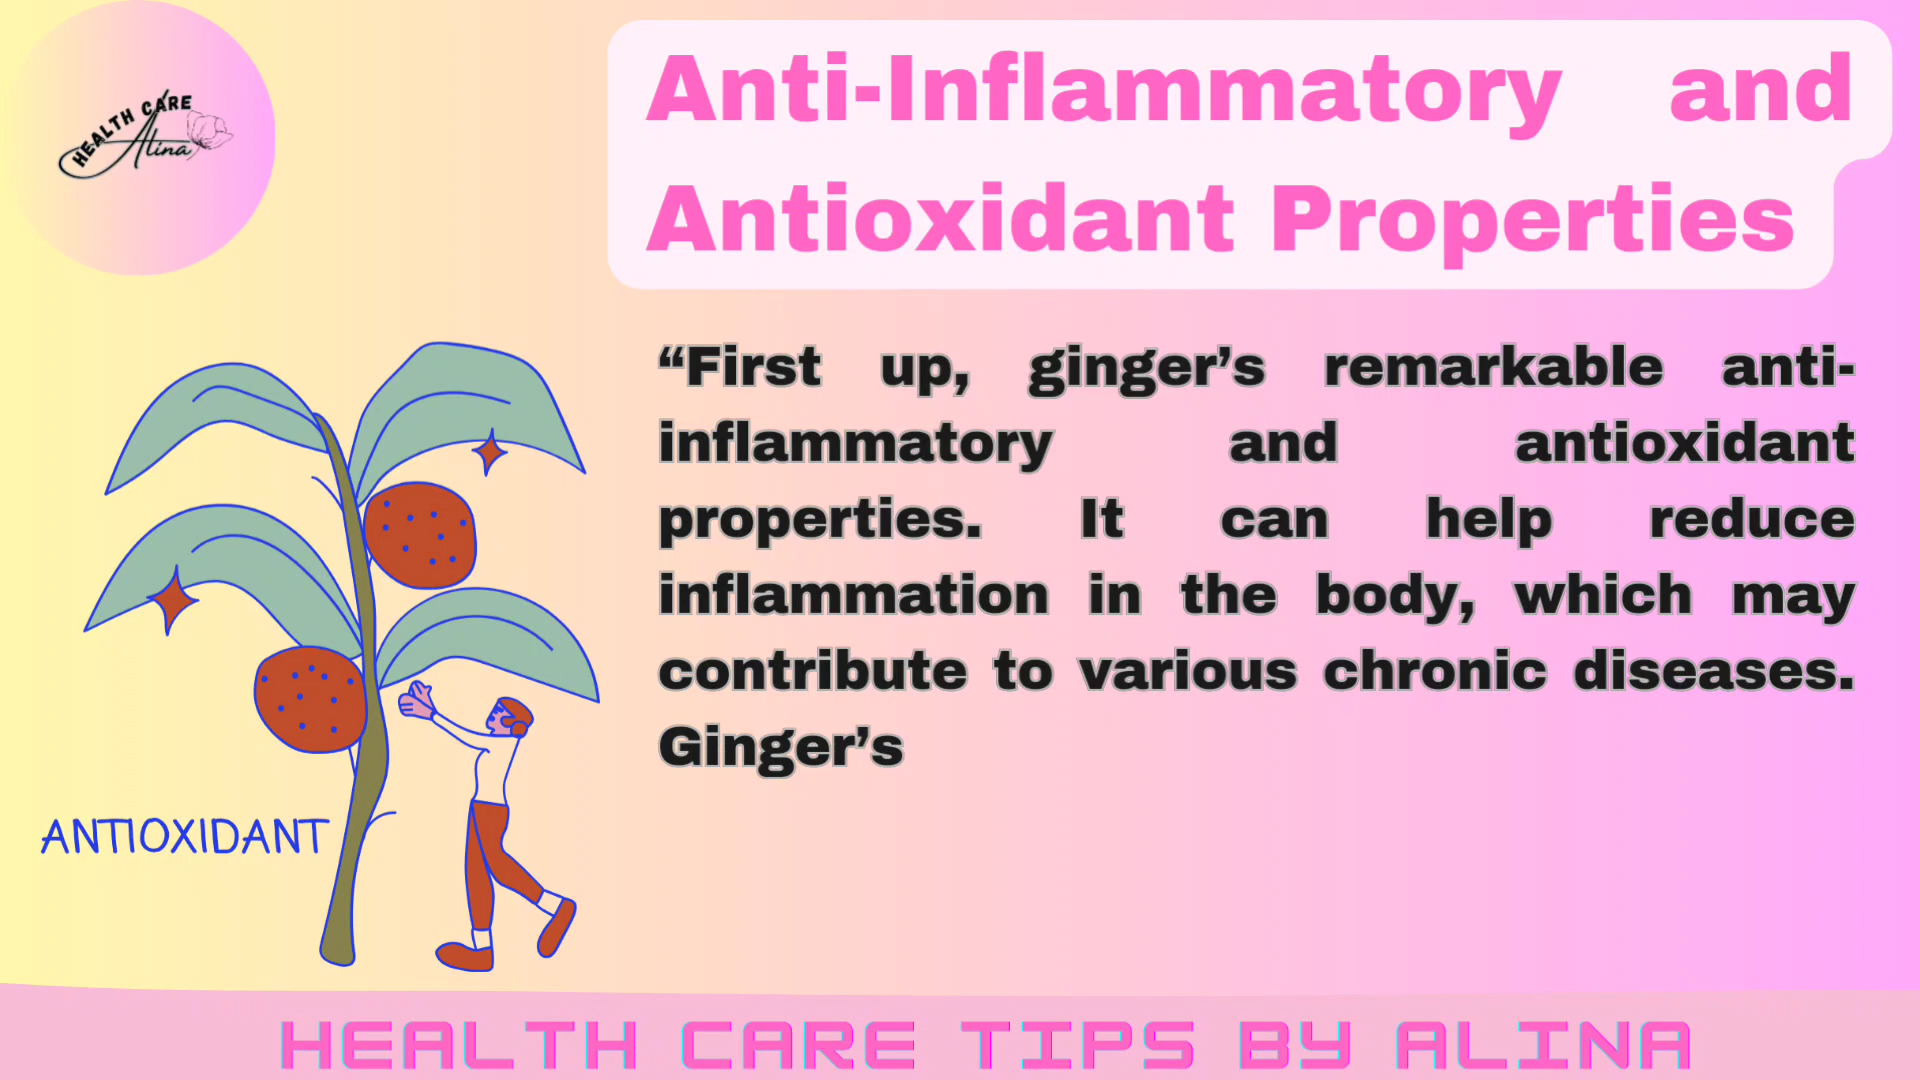 HEALTH CARE
Alina
Anti-Inflammatory and
Antioxidant Properties
“First up, ginger’s remarkable anti-
inflammatory and antioxidant
properties. It can help reduce
inflammation in the body, which may
contribute to various chronic diseases.
Ginger’s
ANTIOXIDANT
HEALTH CARE TIPS BY ALINA